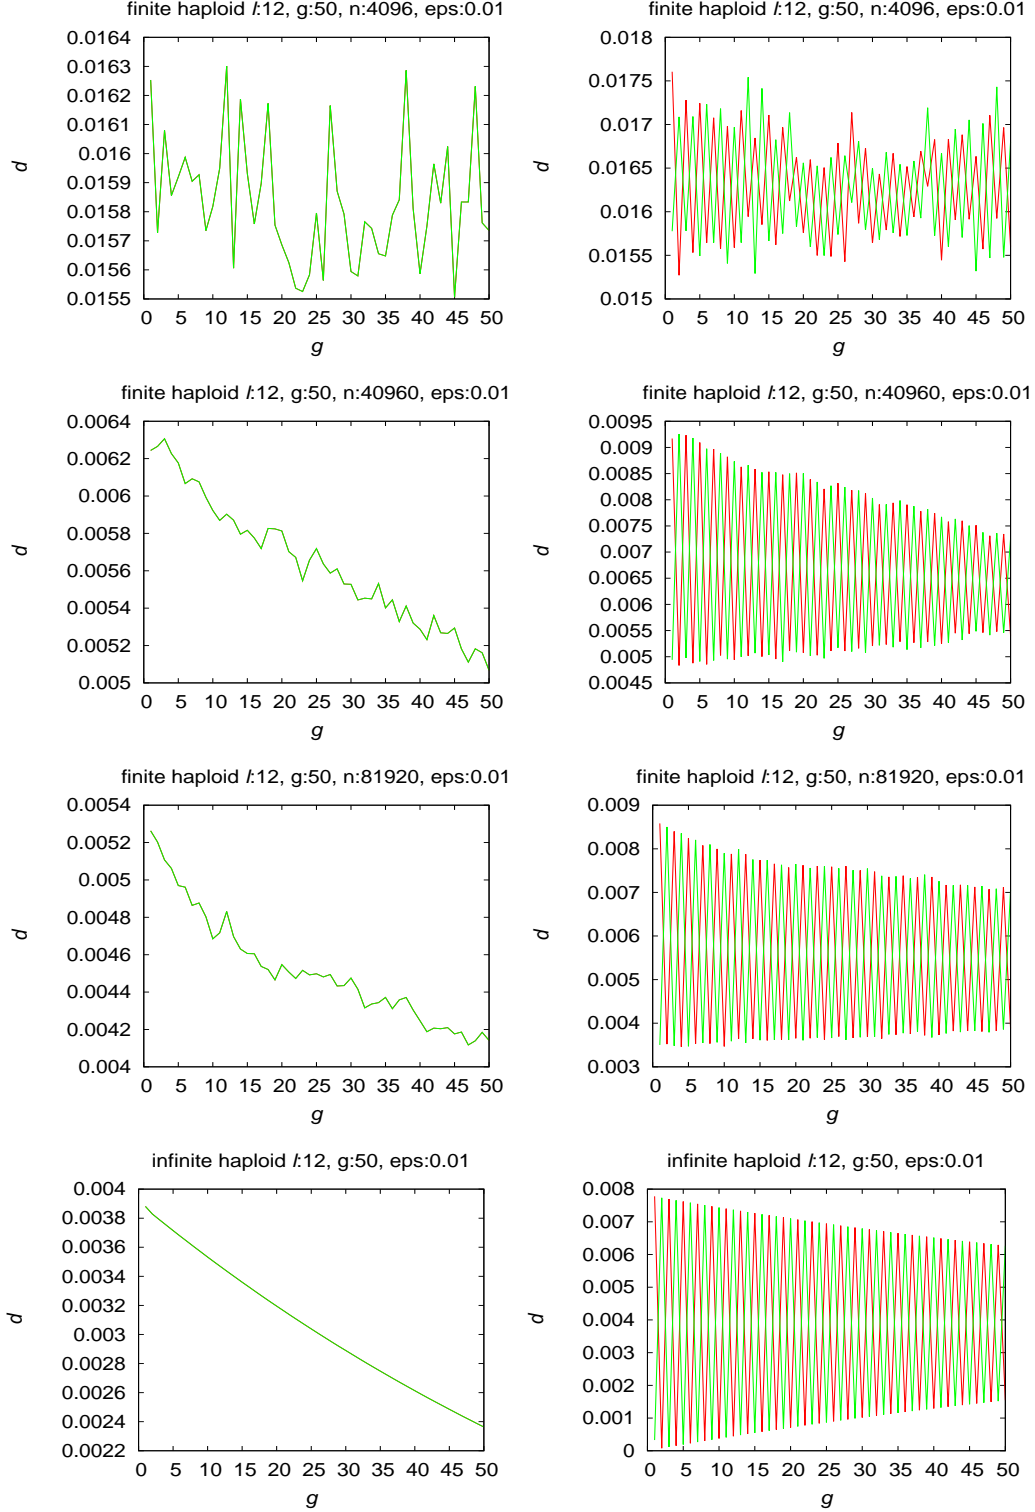 finite haploid l:12, g:50, n:4096, eps:0.01
0.0164
0.0163
0.0162
0.0161
0.016
0.0159
0.0158
0.0157
0.0156
0.0155
d
0 5 10 15 20 25 30 35 40 45 50
g
finite haploid l:12, g:50, n:4096, eps:0.01
0.018
0.0175
0.017
0.0165
0.016
0.0155
0.015
d
0 5 10 15 20 25 30 35 40 45 50
g
finite haploid l:12, g:50, n:40960, eps:0.01
0.0064
0.0062
0.006
0.0058
0.0056
0.0054
0.0052
0.005
d
0 5 10 15 20 25 30 35 40 45 50
g
finite haploid l:12, g:50, n:40960, eps:0.01
0.0095
0.009
0.0085
0.008
0.0075
0.007
0.0065
0.006
0.0055
0.005
0.0045
d
0 5 10 15 20 25 30 35 40 45 50
g
finite haploid l:12, g:50, n:81920, eps:0.01
0.0054
0.0052
0.005
0.0048
0.0046
0.0044
0.0042
0.004
d
0 5 10 15 20 25 30 35 40 45 50
g
finite haploid l:12, g:50, n:81920, eps:0.01
0.009
0.008
0.007
0.006
0.005
0.004
0.003
d
0 5 10 15 20 25 30 35 40 45 50
g
infinite haploid l:12, g:50, eps:0.01
0.004
0.0038
0.0036
0.0034
0.0032
0.003
0.0028
0.0026
0.0024
0.0022
d
0 5 10 15 20 25 30 35 40 45 50
g
infinite haploid l:12, g:50, eps:0.01
0.008
0.007
0.006
0.005
0.004
0.003
0.002
0.001
0
d
0 5 10 15 20 25 30 35 40 45 50
g